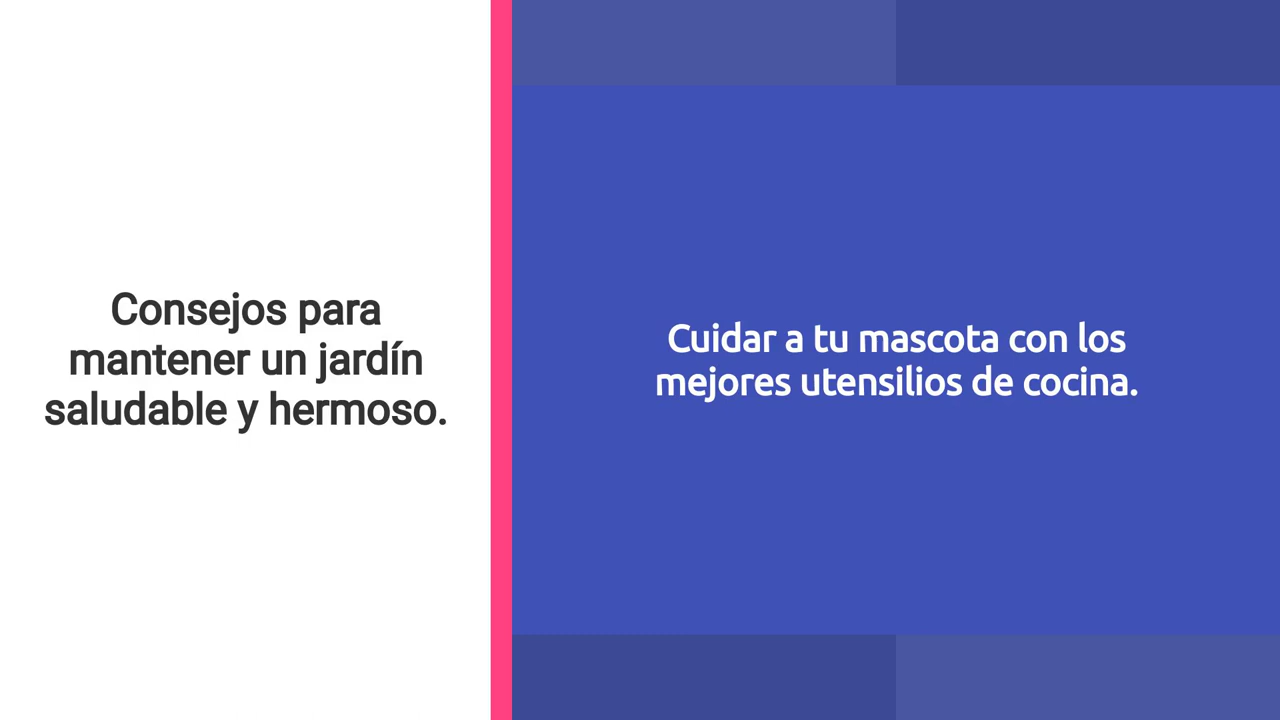 Consejos para
mantener un jardín
saludable y hermoso.
Cuidar a tu mascota con los
mejores utensilios de cocina.